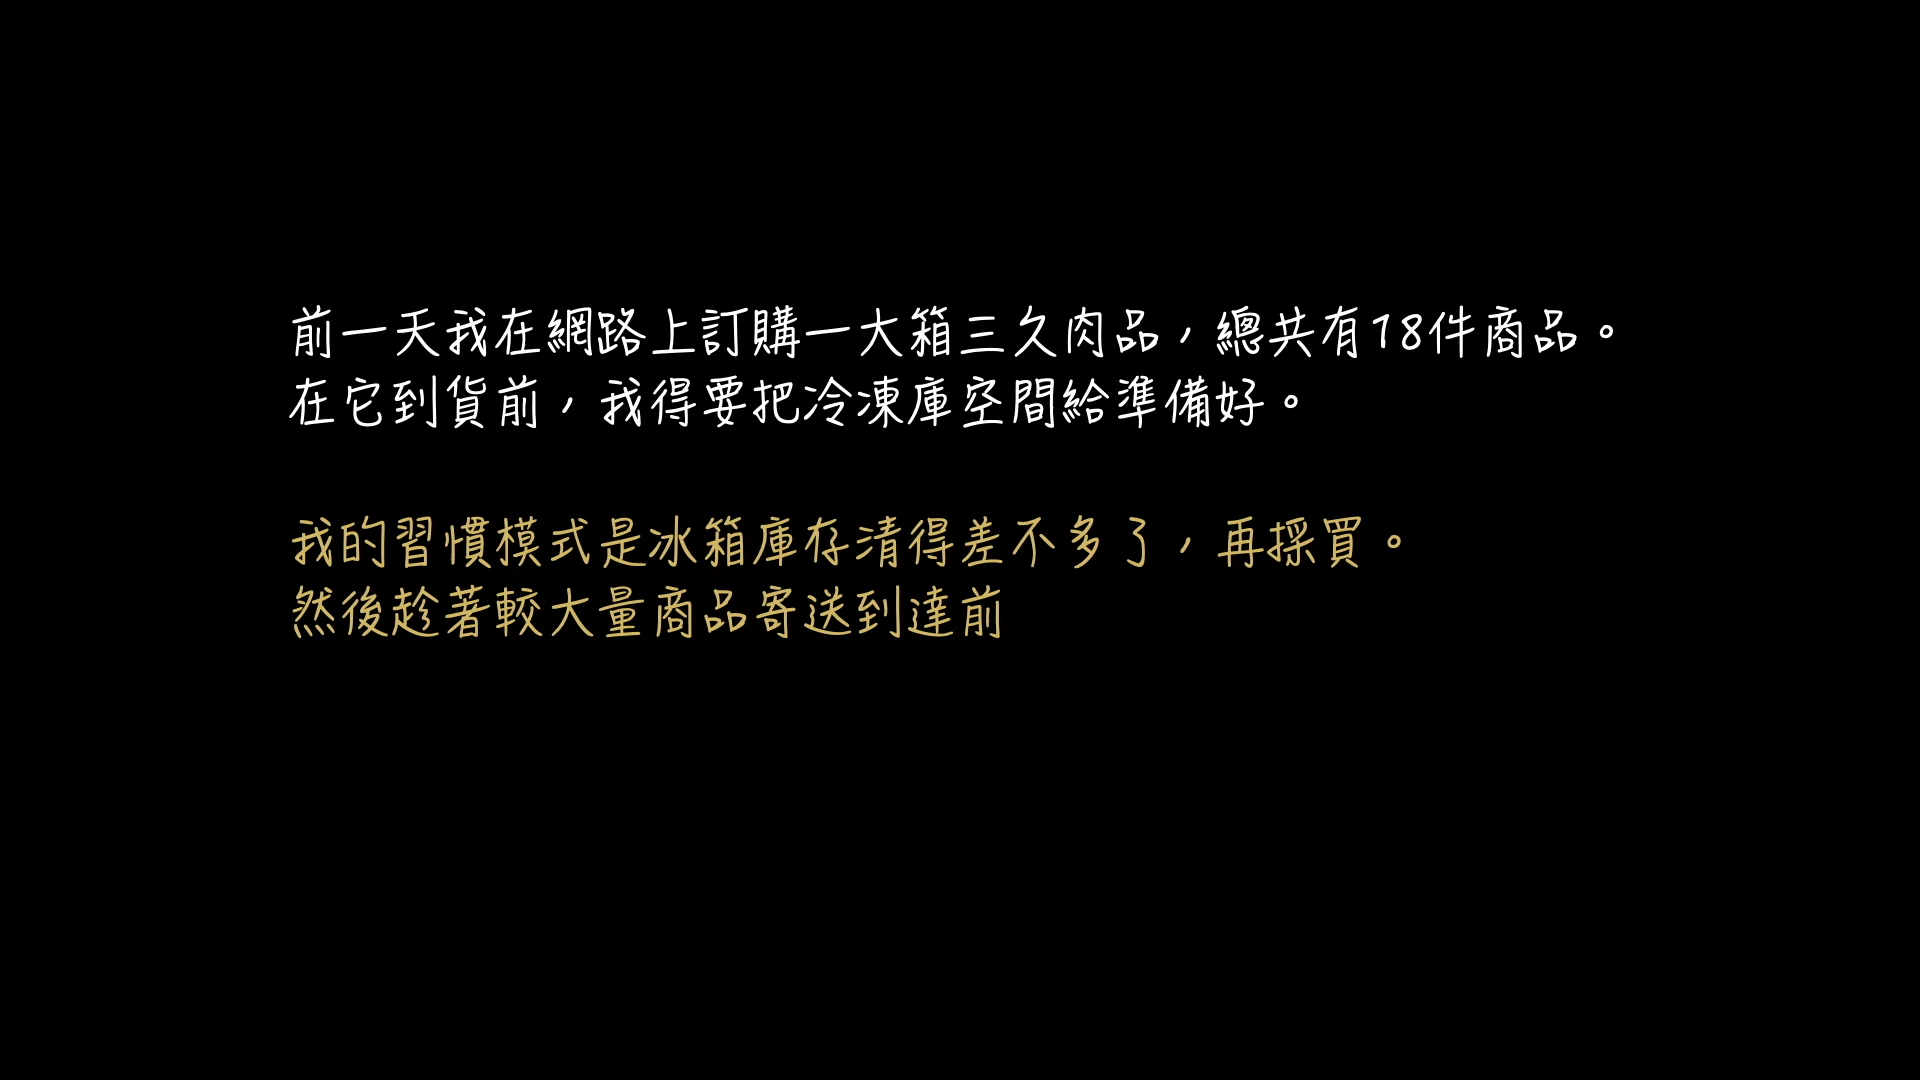 前一天我在網路上訂購一大箱三久肉品，總共有18件商品。
在它到貨前，我得要把冷凍庫空間給準備好。
我的習慣模式是冰箱庫存清得差不多了，再採買。
然後趁著較大量商品寄送到達前